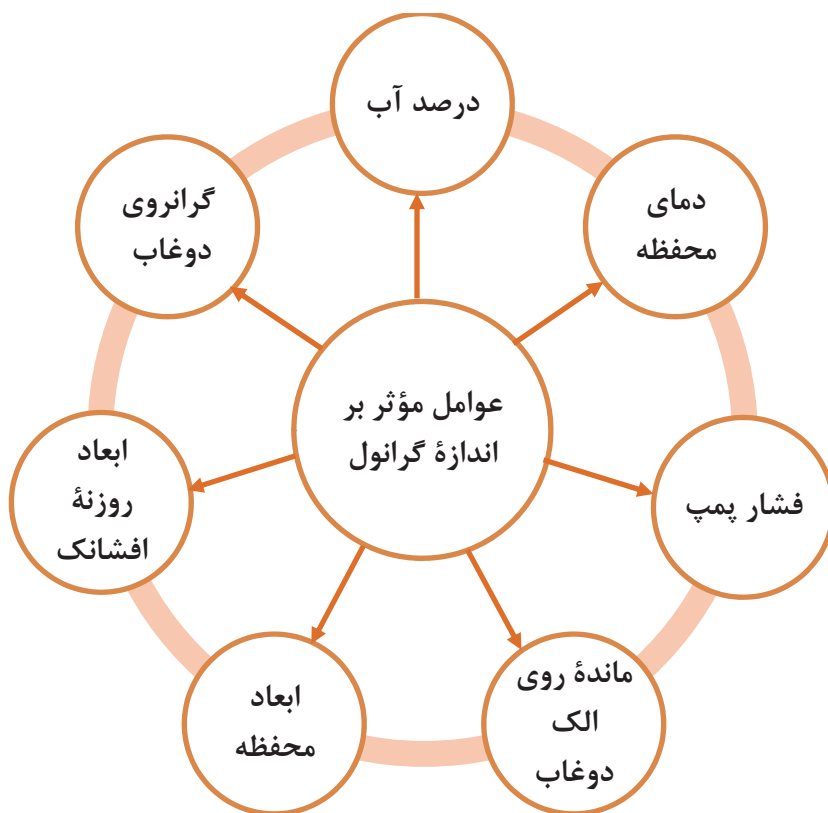 عوامل مؤثر بر
اندازهٔ گرانول
درصد آب
دمای
محفظه
فشار پمپ
ماندهٔ روی
الک
دوغاب
ابعاد
محفظه
ابعاد
روزنهٔ
افشانک
گرانروی
دوغاب